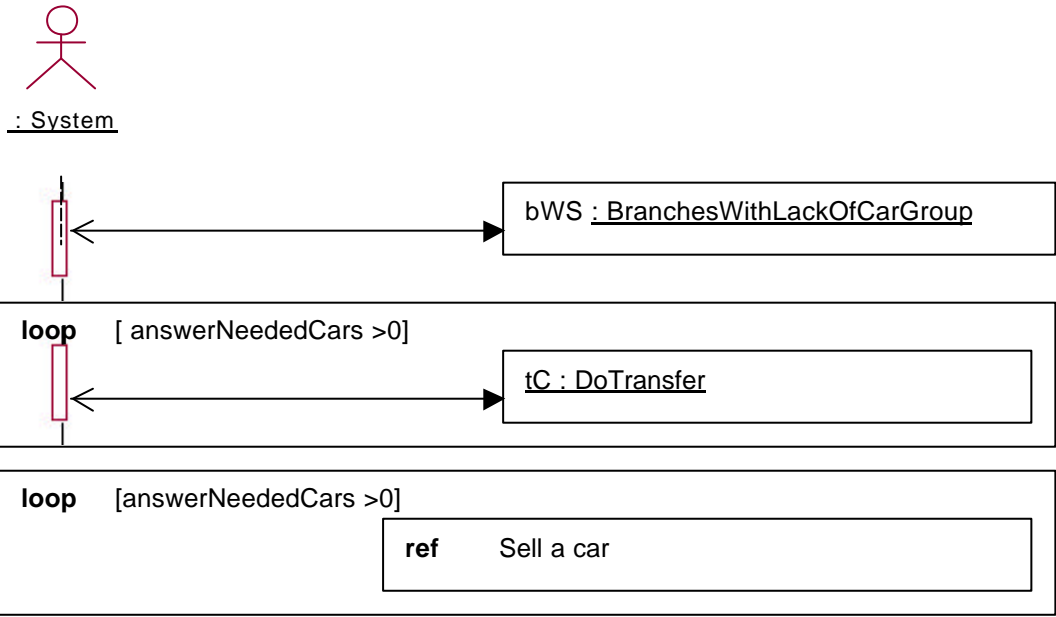 : System
bWS : BranchesWithLackOfCarGroup
loop [ answerNeededCars >0]
tC : DoTransfer
loop [answerNeededCars >0]
ref Sell a car